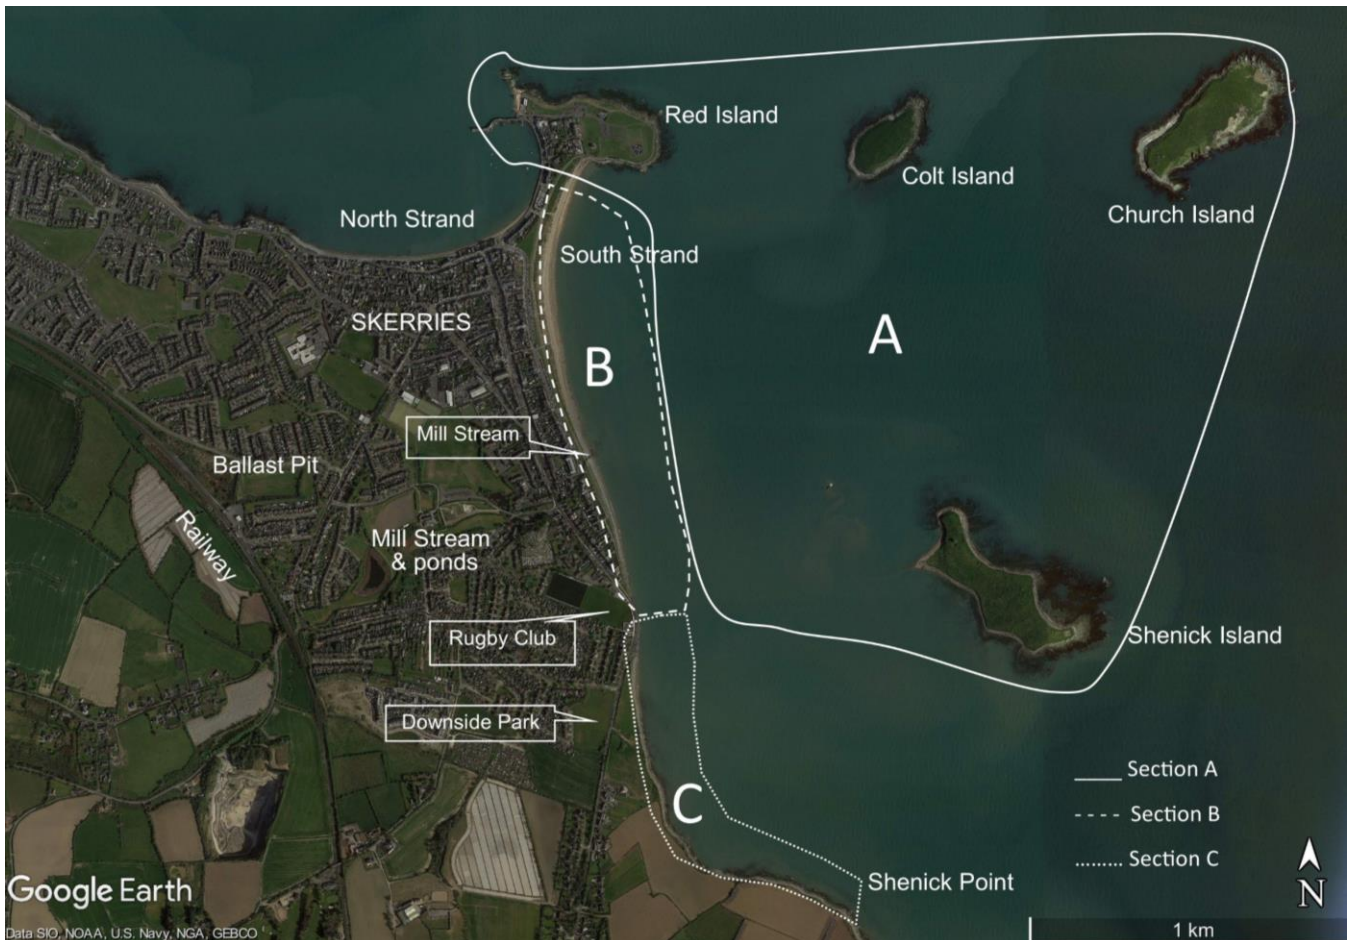 Red Island
Colt Island
Church Island
North Strand
South Strand
SKERRIES
A
B
Mill Stream
Ballast Pit
Railway
Mill Stream
& ponds
Rugby Club
Shenick Island
Downside Park
C
Section A
Section B
Section C
Shenick Point
Google Earth
N
Data SIO, NOAA, U.S. Navy, NGA, GEBCO
1 km